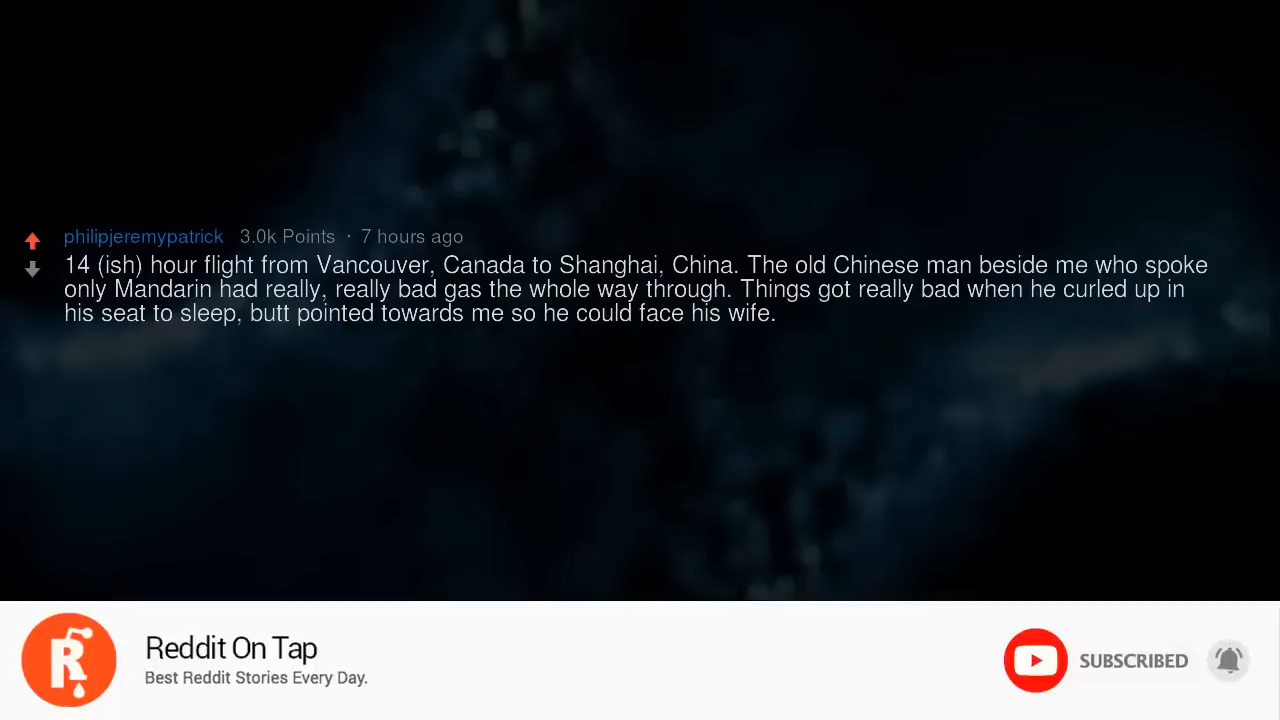 philipjeremypatrick 3.0k Points · 7 hours ago
14 (ish) hour flight from Vancouver, Canada to Shanghai, China. The old Chinese man beside me who spoke
only Mandarin had really, really bad gas the whole way through. Things got really bad when he curled up in
his seat to sleep, butt pointed towards me so he could face his wife.
Reddit On Tap
Best Reddit Stories Every Day.
SUBSCRIBED